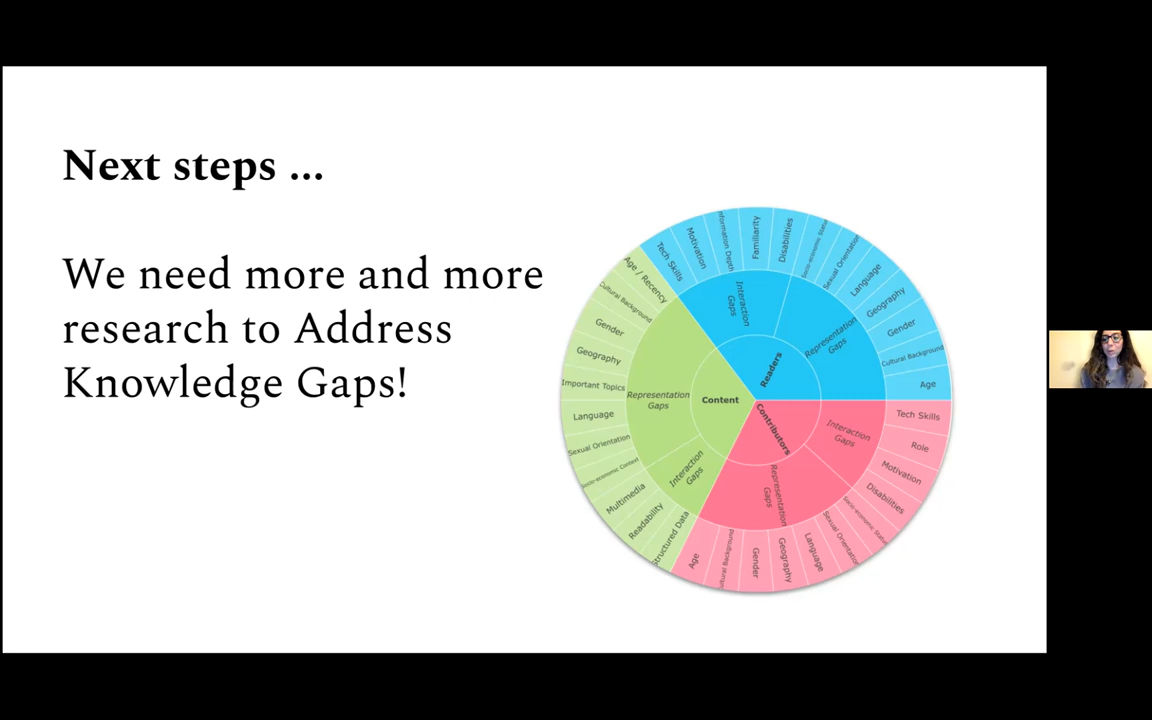 Next steps ...
We need more and more
research to Address
Knowledge Gaps!
Readers
Interaction
Gaps
Tech Skills
Motivation
Information Depth
Familiarity
Disabilities
Representation
Gaps
Socio-economic Status
Sexual Orientation
Language
Geography
Gender
Cultural Background
Age
Contributors
Interaction
Gaps
Tech Skills
Role
Motivation
Disabilities
Representation
Gaps
Socio-economic Status
Sexual Orientation
Language
Geography
Gender
Cultural Background
Age
Content
Interaction
Gaps
Structured Data
Readability
Multimedia
Representation
Gaps
Socio-economic Context
Sexual Orientation
Language
Important Topics
Geography
Gender
Cultural Background
Age / Recency